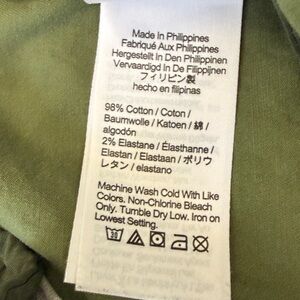 Made In Philippines
Fabriqué Aux Philippines
Hergestellt In Den Philippinen
Vervaardigd In De Filippijnen
フィリピン製
hecho en filipinas
98% Cotton / Coton /
Baumwolle / Katoen / 綿 /
algodón
2% Elastane / Élasthanne /
Elastan / Elastaan / ポリウ
レタン / elastano
Machine Wash Cold With Like
Colors. Non-Chlorine Bleach
Only. Tumble Dry Low. Iron on
Lowest Setting.